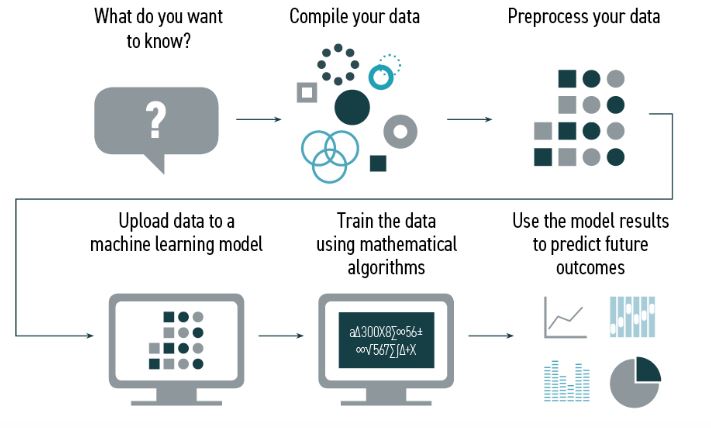 What do you want
to know?
Compile your data
Preprocess your data
?
Upload data to a
machine learning model
Train the data
using mathematical
algorithms
Use the model results
to predict future
outcomes
a∆300X8∑∞56±
∞√567∑∫∆+X